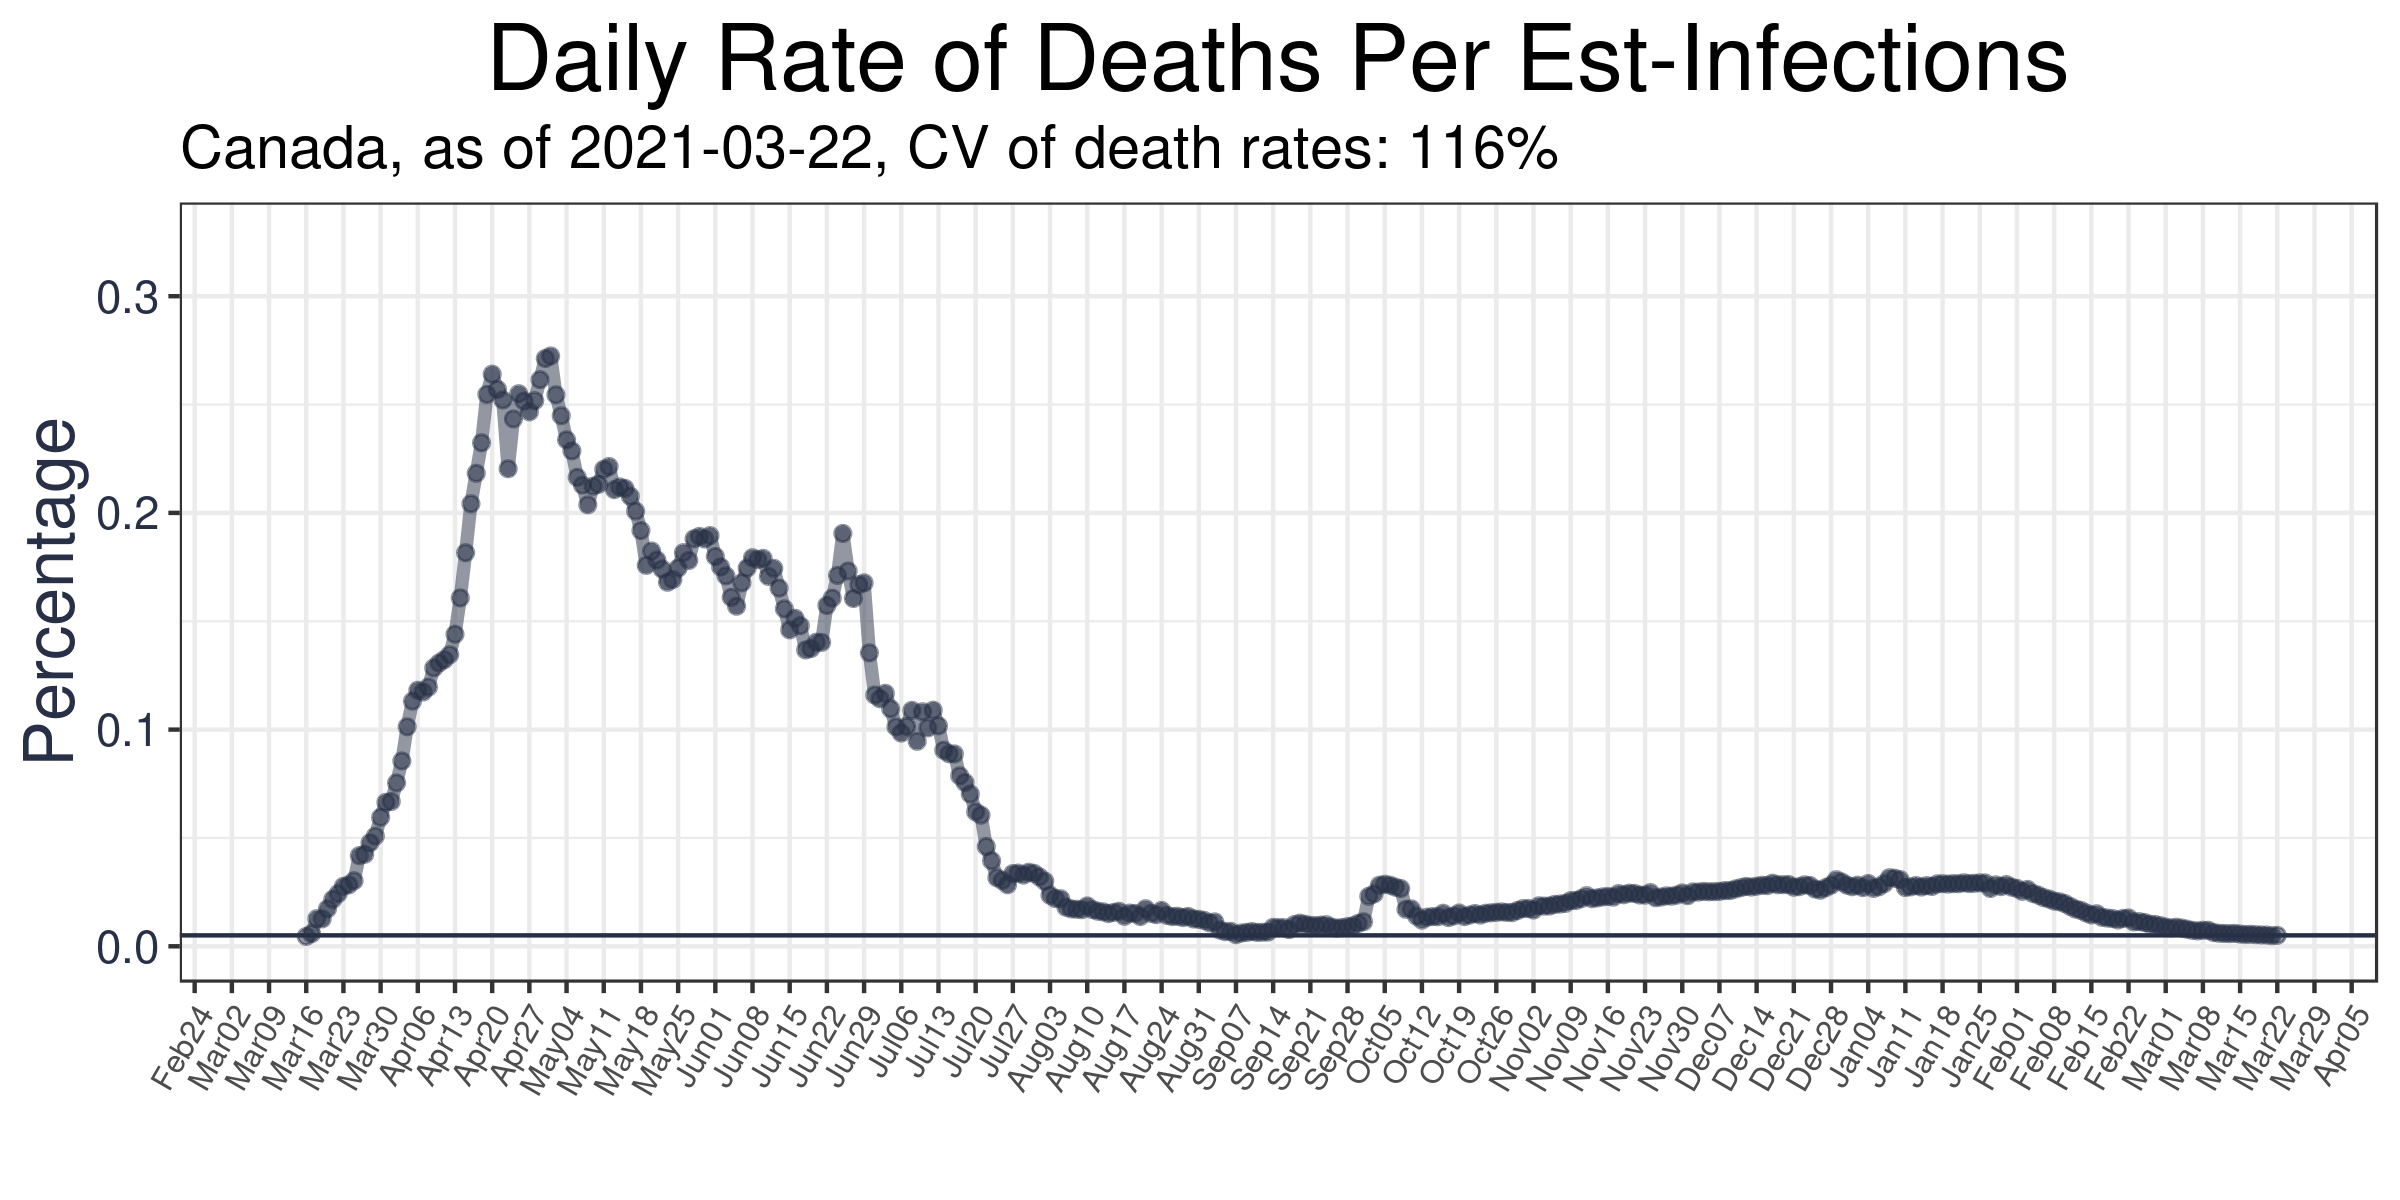 Daily Rate of Deaths Per Est-Infections
Canada, as of 2021-03-22, CV of death rates: 116%
Percentage
0.3
0.2
0.1
0.0
Feb24
Mar02
Mar09
Mar16
Mar23
Mar30
Apr06
Apr13
Apr20
Apr27
May04
May11
May18
May25
Jun01
Jun08
Jun15
Jun22
Jun29
Jul06
Jul13
Jul20
Jul27
Aug03
Aug10
Aug17
Aug24
Aug31
Sep07
Sep14
Sep21
Sep28
Oct05
Oct12
Oct19
Oct26
Nov02
Nov09
Nov16
Nov23
Nov30
Dec07
Dec14
Dec21
Dec28
Jan04
Jan11
Jan18
Jan25
Feb01
Feb08
Feb15
Feb22
Mar01
Mar08
Mar15
Mar22
Mar29
Apr05